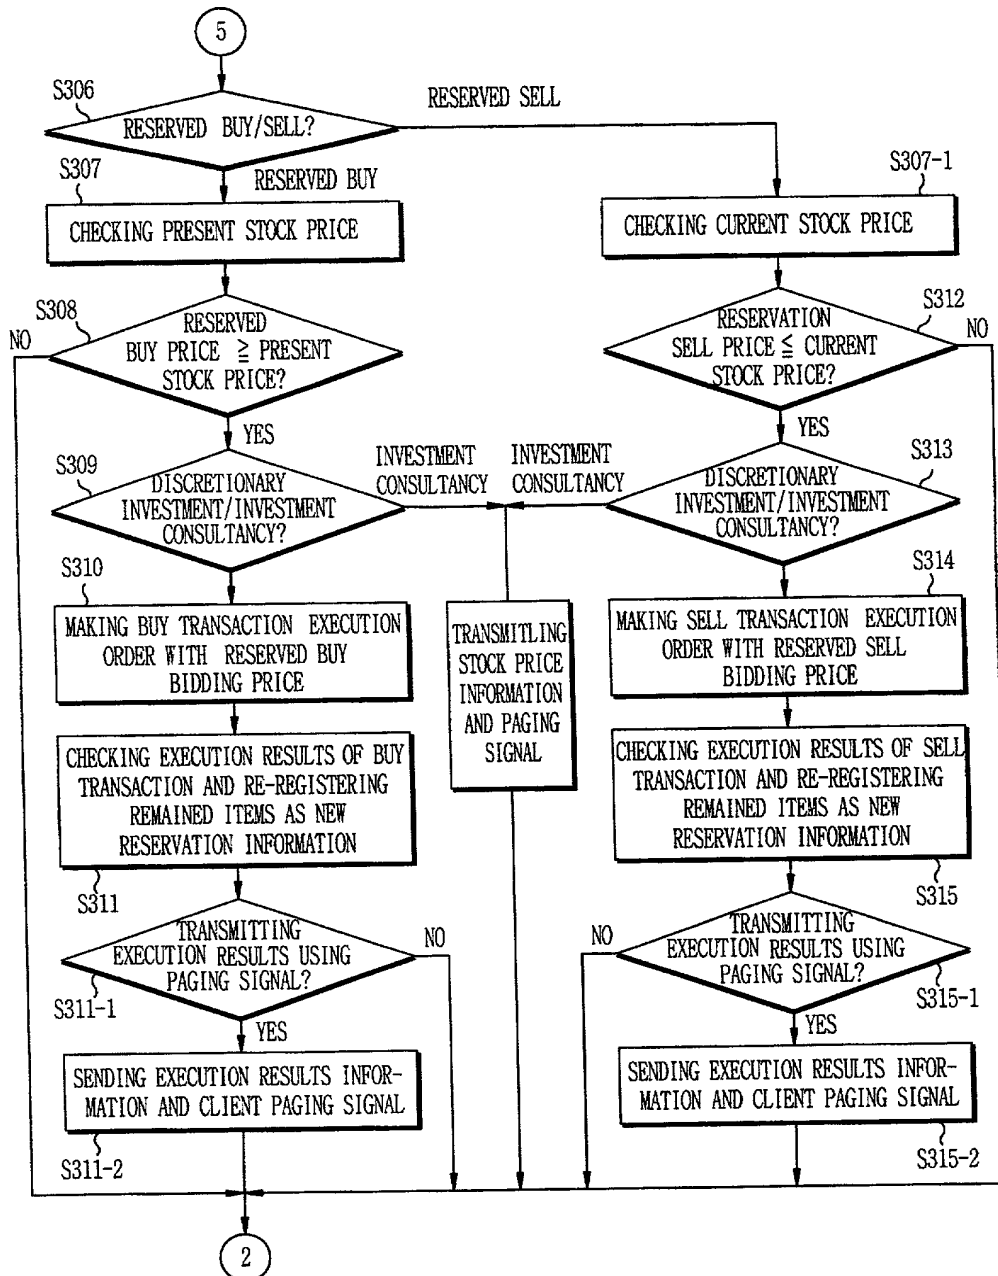 5
S306
RESERVED BUY/SELL?
RESERVED SELL
S307
RESERVED BUY
S307-1
CHECKING PRESENT STOCK PRICE
CHECKING CURRENT STOCK PRICE
S308
NO
RESERVED
BUY PRICE ≧ PRESENT
STOCK PRICE?
YES
S312
NO
RESERVATION
SELL PRICE ≦ CURRENT
STOCK PRICE?
YES
S309
DISCRETIONARY
INVESTMENT/INVESTMENT
CONSULTANCY?
INVESTMENT
CONSULTANCY
INVESTMENT
CONSULTANCY
S313
DISCRETIONARY
INVESTMENT/INVESTMENT
CONSULTANCY?
S310
MAKING BUY TRANSACTION EXECUTION
ORDER WITH RESERVED BUY
BIDDING PRICE
TRANSMITLING
STOCK PRICE
INFORMATION
AND PAGING
SIGNAL
S314
MAKING SELL TRANSACTION EXECUTION
ORDER WITH RESERVED SELL
BIDDING PRICE
CHECKING EXECUTION RESULTS OF BUY
TRANSACTION AND RE-REGISTERING
REMAINED ITEMS AS NEW
RESERVATION INFORMATION
S311
CHECKING EXECUTION RESULTS OF SELL
TRANSACTION AND RE-REGISTERING
REMAINED ITEMS AS NEW
RESERVATION INFORMATION
S315
TRANSMITTING
EXECUTION RESULTS USING
PAGING SIGNAL?
NO
S311-1
YES
NO
TRANSMITTING
EXECUTION RESULTS USING
PAGING SIGNAL?
S315-1
YES
SENDING EXECUTION RESULTS INFOR-
MATION AND CLIENT PAGING SIGNAL
S311-2
SENDING EXECUTION RESULTS INFOR-
MATION AND CLIENT PAGING SIGNAL
S315-2
2